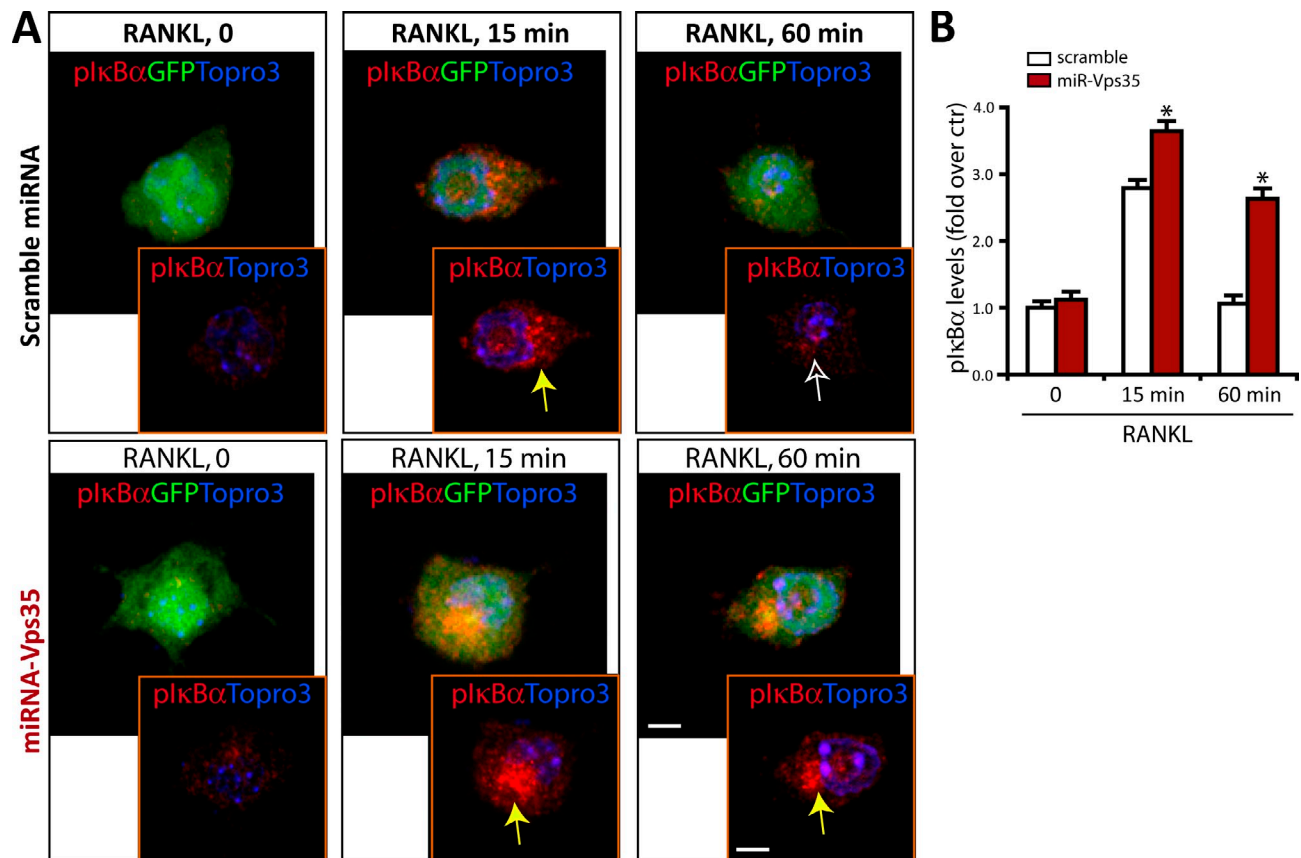 A
RANKL, 0
RANKL, 15 min
RANKL, 60 min
Scramble miRNA
pIκBαGFPTopro3
pIκBαGFPTopro3
pIκBαGFPTopro3
pIκBαTopro3
pIκBαTopro3
pIκBαTopro3
RANKL, 0
RANKL, 15 min
RANKL, 60 min
miRNA-Vps35
pIκBαGFPTopro3
pIκBαGFPTopro3
pIκBαGFPTopro3
pIκBαTopro3
pIκBαTopro3
pIκBαTopro3
B
scramble
miR-Vps35
pIκBα levels (fold over ctr)
4.0
3.0
2.0
1.0
0.0
*
*
0
15 min
60 min
RANKL